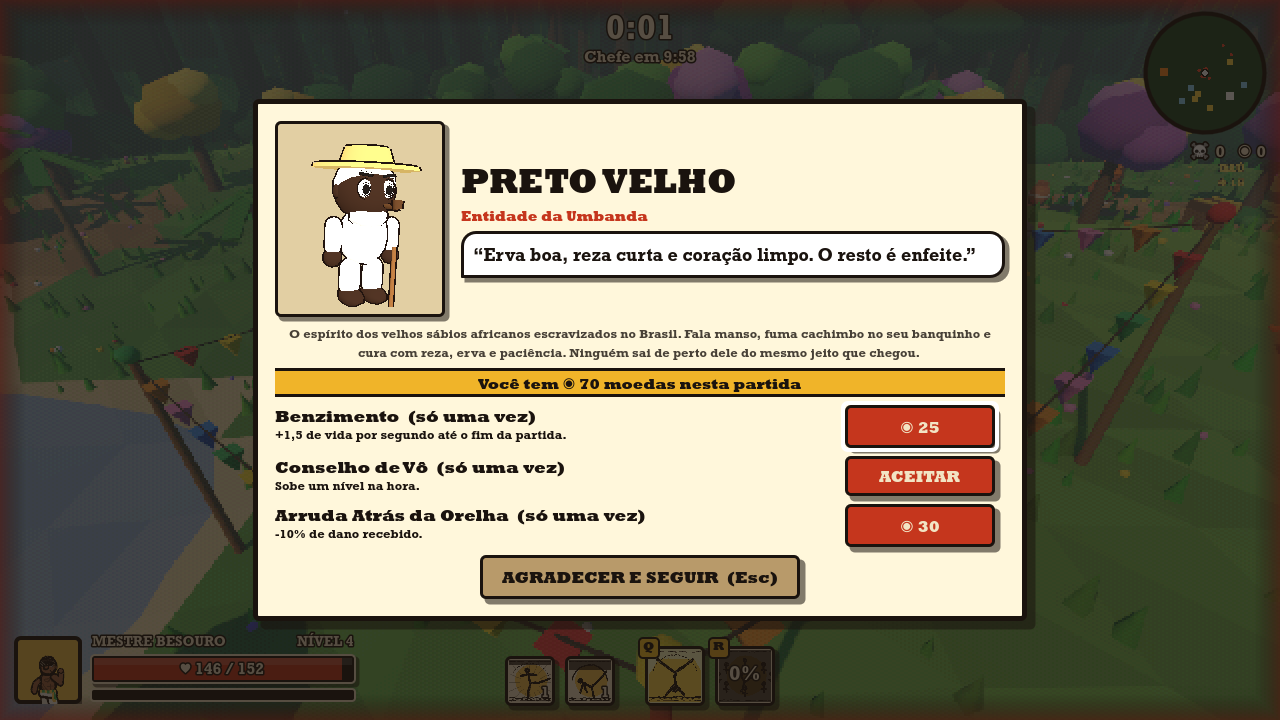 0:01
Chefe em 9:58
0 0
PRETO VELHO
Entidade da Umbanda
“Erva boa, reza curta e coração limpo. O resto é enfeite.”
O espírito dos velhos sábios africanos escravizados no Brasil. Fala manso, fuma cachimbo no seu banquinho e
cura com reza, erva e paciência. Ninguém sai de perto dele do mesmo jeito que chegou.
Você tem ◉ 70 moedas nesta partida
Benzimento (só uma vez)
+1,5 de vida por segundo até o fim da partida.
◉ 25
Conselho de Vô (só uma vez)
Sobe um nível na hora.
ACEITAR
Arruda Atrás da Orelha (só uma vez)
-10% de dano recebido.
◉ 30
AGRADECER E SEGUIR (Esc)
MESTRE BESOURO NÍVEL 4
♥ 146 / 152
1
1
Q
R
0%